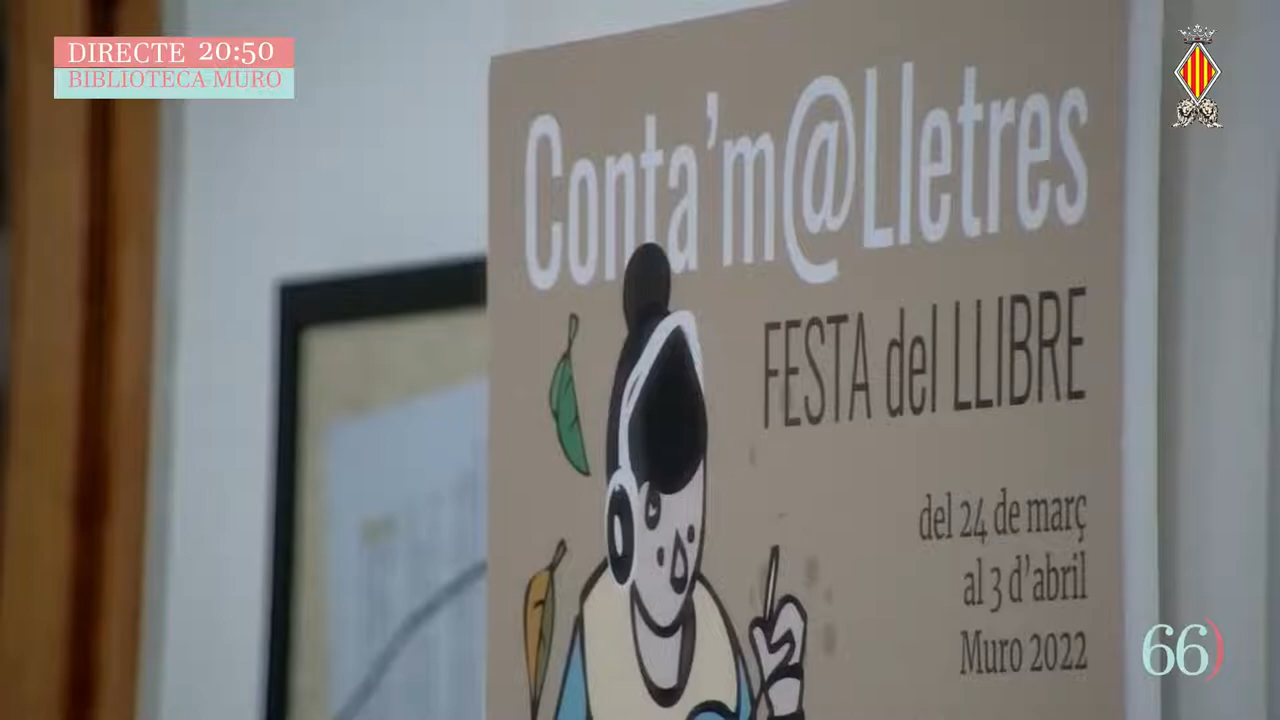 DIRECTE 20:50
BIBLIOTECA MURO
Conta'm@Lletres
FESTA del LLIBRE
del 24 de març
al 3 d'abril
Muro 2022
66)